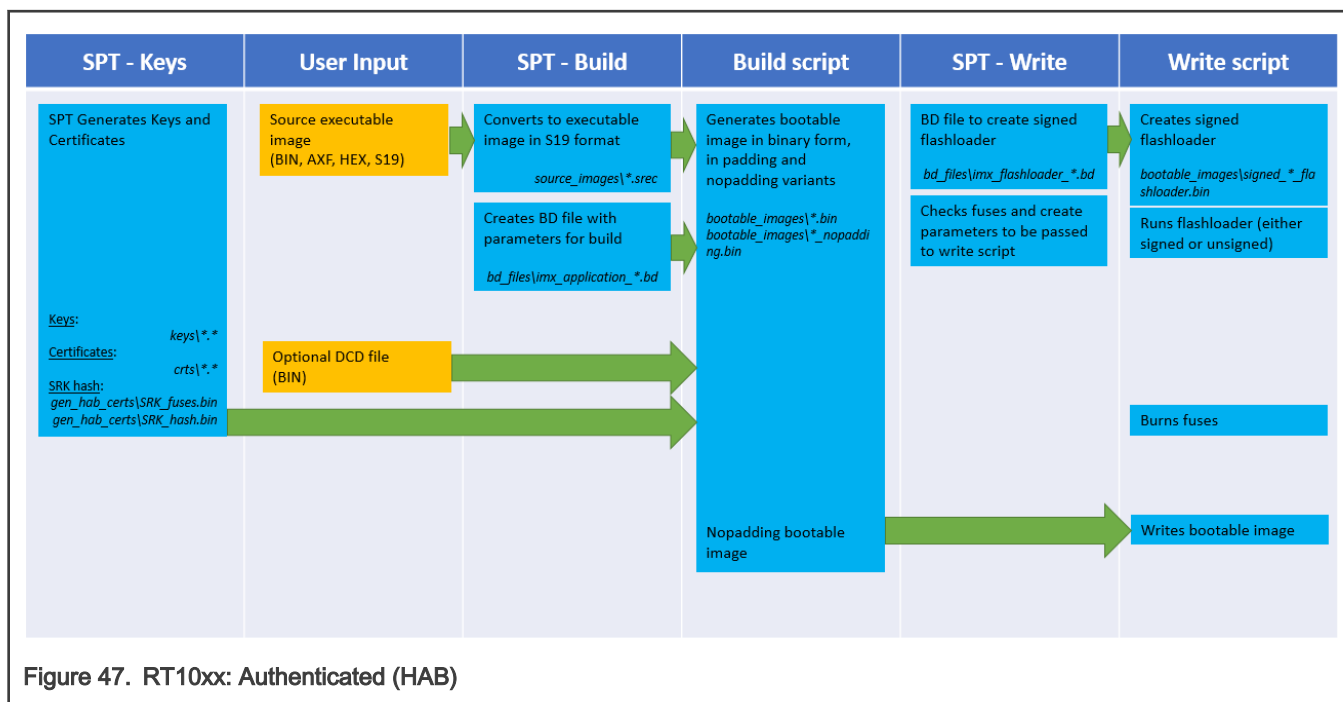 SPT - Keys
User Input
SPT - Build
Build script
SPT - Write
Write script
SPT Generates Keys and
Certificates
Keys:
keys\*.*
Certificates:
crts\*.*
SRK hash:
gen_hab_certs\SRK_fuses.bin
gen_hab_certs\SRK_hash.bin
Source executable
image
(BIN, AXF, HEX, S19)
Optional DCD file
(BIN)
Converts to executable
image in S19 format
source_images\*.srec
Creates BD file with
parameters for build
bd_files\imx_application_*.bd
Generates bootable
image in binary form,
in padding and
nopadding variants
bootable_images\*.bin
bootable_images\*_nopaddi
ng.bin
Nopadding bootable
image
BD file to create signed
flashloader
bd_files\imx_flashloader_*.bd
Checks fuses and create
parameters to be passed
to write script
Creates signed
flashloader
bootable_images\signed_*_fla
shloader.bin
Runs flashloader (either
signed or unsigned)
Burns fuses
Writes bootable image
Figure 47. RT10xx: Authenticated (HAB)